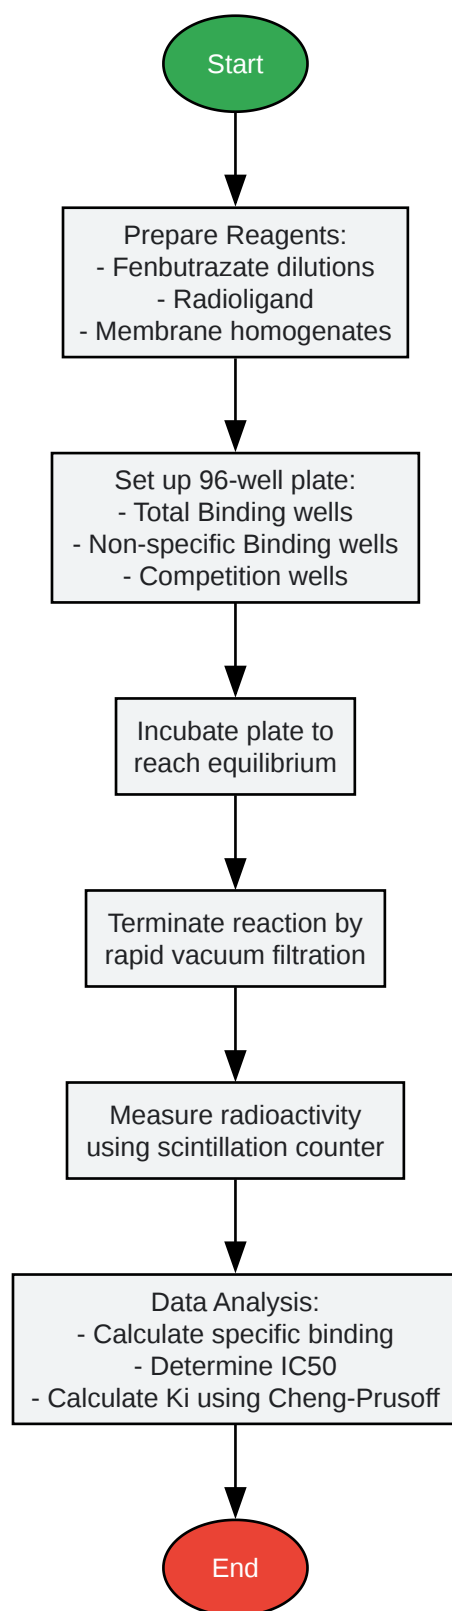 Start
Prepare Reagents:
- Fenbutrazate dilutions
- Radioligand
- Membrane homogenates
Set up 96-well plate:
- Total Binding wells
- Non-specific Binding wells
- Competition wells
Incubate plate to
reach equilibrium
Terminate reaction by
rapid vacuum filtration
Measure radioactivity
using scintillation counter
Data Analysis:
- Calculate specific binding
- Determine IC50
- Calculate Ki using Cheng-Prusoff
End